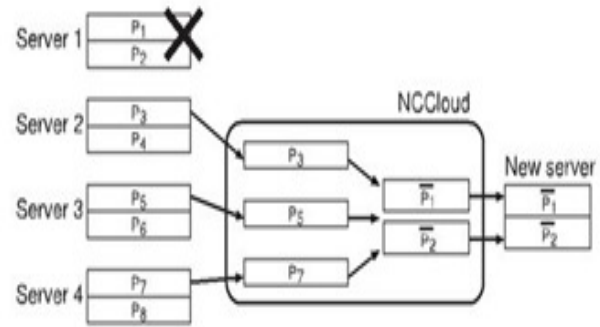 Server 1
P1
P2
Server 2
P3
P4
Server 3
P5
P6
Server 4
P7
P8
NCCloud
P3
P5
P7
P̅1
P̅2
New server
P̅1
P̅2